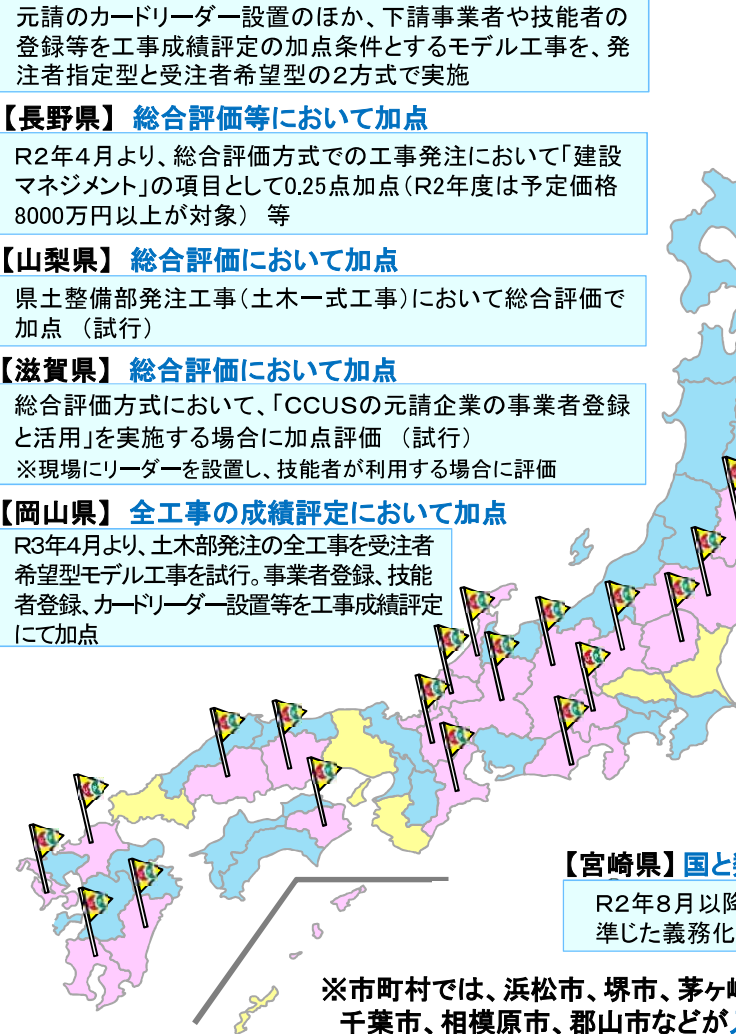 元請のカードリーダー設置のほか、下請事業者や技能者の
登録等を工事成績評定の加点条件とするモデル工事を、発
注者指定型と受注者希望型の2方式で実施
【長野県】 総合評価等において加点
R2年4月より、総合評価方式での工事発注において「建設
マネジメント」の項目として0.25点加点（R2年度は予定価格
8000万円以上が対象） 等
【山梨県】 総合評価において加点
県土整備部発注工事（土木一式工事）において総合評価で
加点 （試行）
【滋賀県】 総合評価において加点
総合評価方式において、「CCUSの元請企業の事業者登録
と活用」を実施する場合に加点評価 （試行）
※現場にリーダーを設置し、技能者が利用する場合に評価
【岡山県】 全工事の成績評定において加点
R3年4月より、土木部発注の全工事を受注者
希望型モデル工事を試行。事業者登録、技能
者登録、カードリーダー設置等を工事成績評定
にて加点
【宮崎県】 国と
R2年8月以降
準じた義務化
※市町村では、浜松市、堺市、茅ヶ崎
千葉市、相模原市、郡山市などが